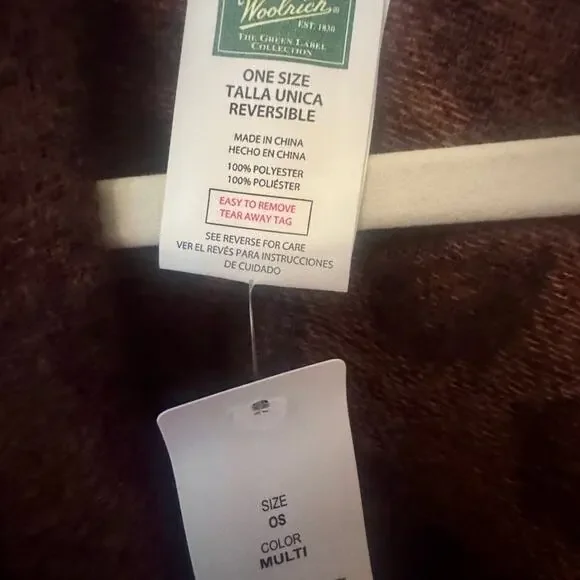 Woolrich®
EST. 1830
THE GREEN LABEL
COLLECTION
ONE SIZE
TALLA UNICA
REVERSIBLE
MADE IN CHINA
HECHO EN CHINA
100% POLYESTER
100% POLIÉSTER
EASY TO REMOVE
TEAR AWAY TAG
SEE REVERSE FOR CARE
VER EL REVÉS PARA INSTRUCCIONES
DE CUIDADO
SIZE
OS
COLOR
MULTI